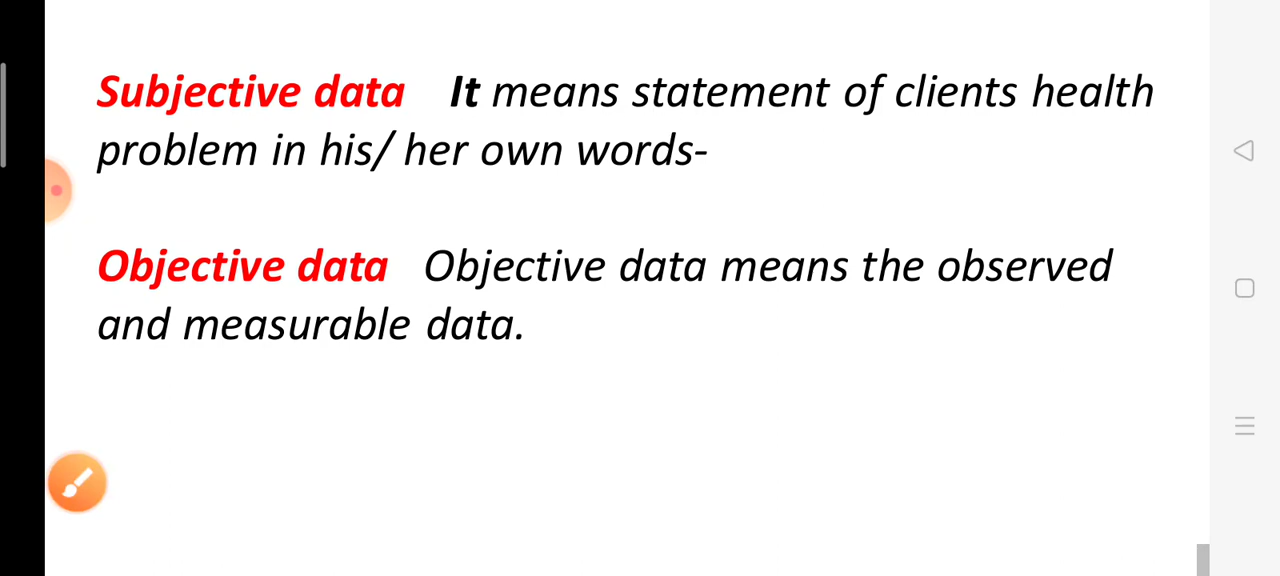 Subjective data It means statement of clients health
problem in his/ her own words-
Objective data Objective data means the observed
and measurable data.